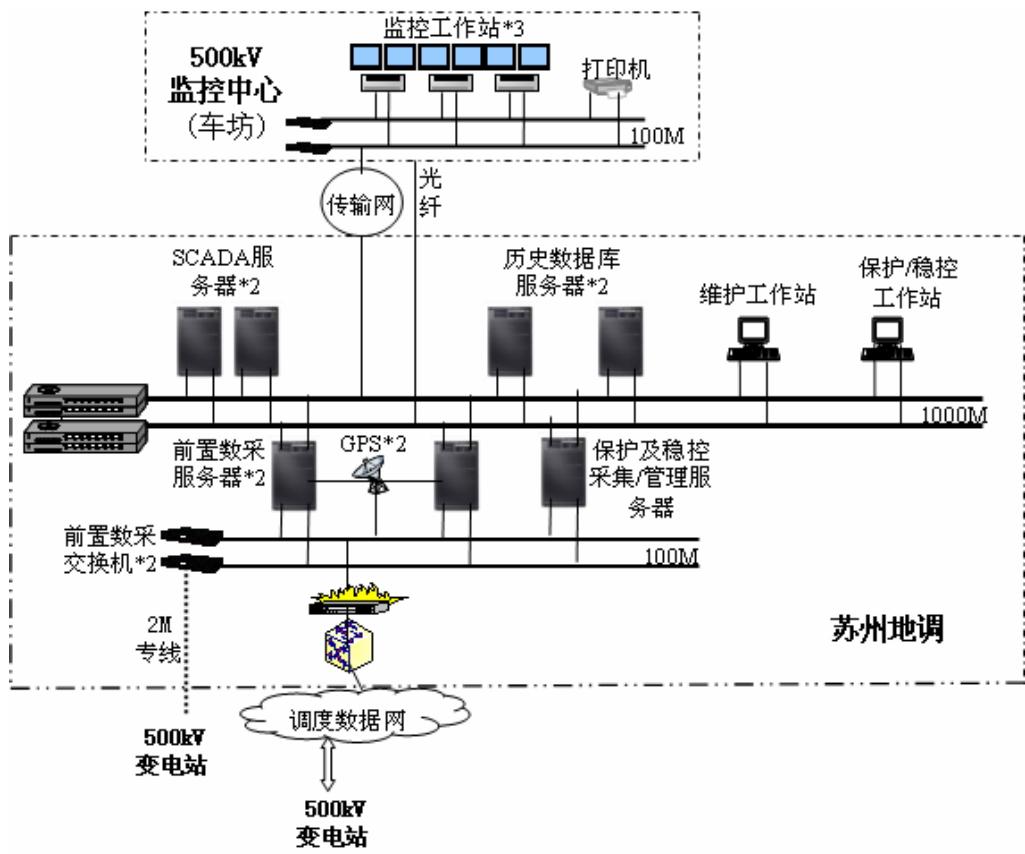 监控工作站*3
500kV
监控中心
（车坊）
打印机
100M
传输网
光
纤
SCADA服
务器*2
历史数据库
服务器*2
维护工作站
保护/稳控
工作站
1000M
前置数采
服务器*2
GPS*2
保护及稳控
采集/管理服
务器
前置数采
交换机*2
100M
2M
专线
苏州地调
调度数据网
500kV
变电站
500kV
变电站